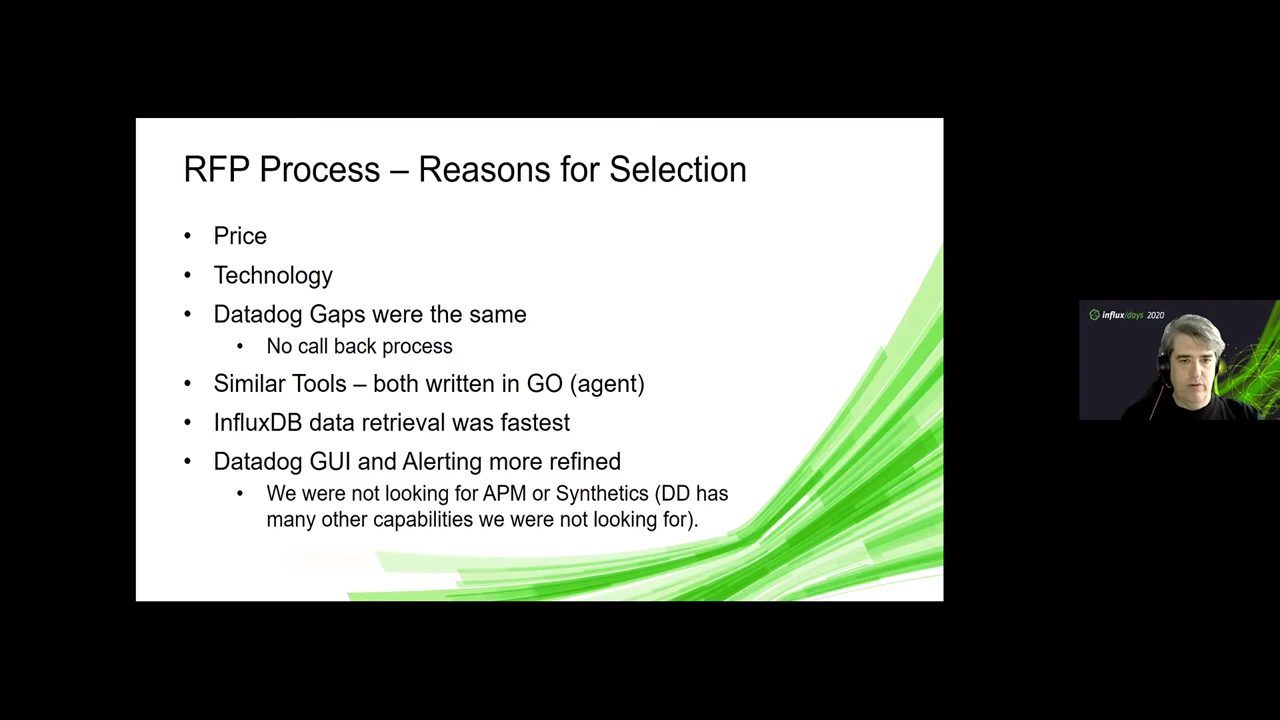 RFP Process – Reasons for Selection
• Price
• Technology
• Datadog Gaps were the same
• No call back process
• Similar Tools – both written in GO (agent)
• InfluxDB data retrieval was fastest
• Datadog GUI and Alerting more refined
• We were not looking for APM or Synthetics (DD has
many other capabilities we were not looking for).
influx/days 2020